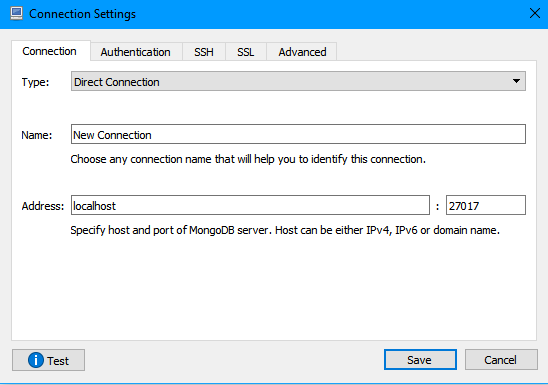 Connection Settings
Connection Authentication SSH SSL Advanced
Type: Direct Connection
Name: New Connection
Choose any connection name that will help you to identify this connection.
Address: localhost : 27017
Specify host and port of MongoDB server. Host can be either IPv4, IPv6 or domain name.
Test Save Cancel